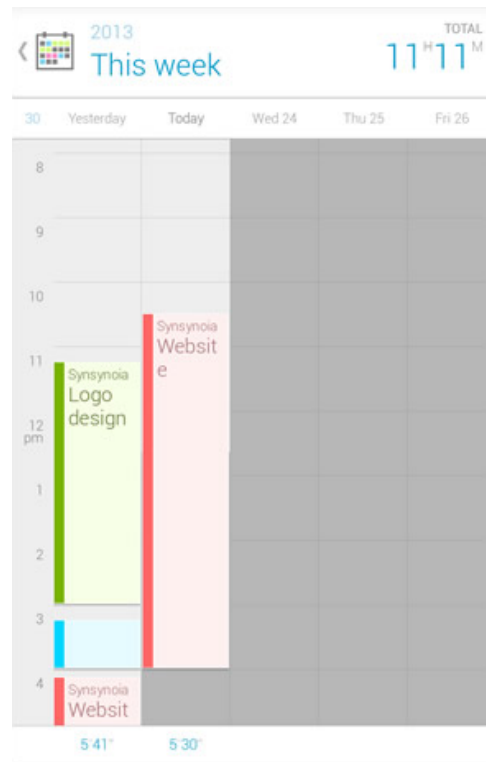 2013
This week
TOTAL
11H11M
30 Yesterday Today Wed 24 Thu 25 Fri 26
8
9
10
Synsynoia
Websit
e
11
Synsynoia
Logo
design
12
pm
1
2
3
4
Synsynoia
Websit
5 41" 5 30"